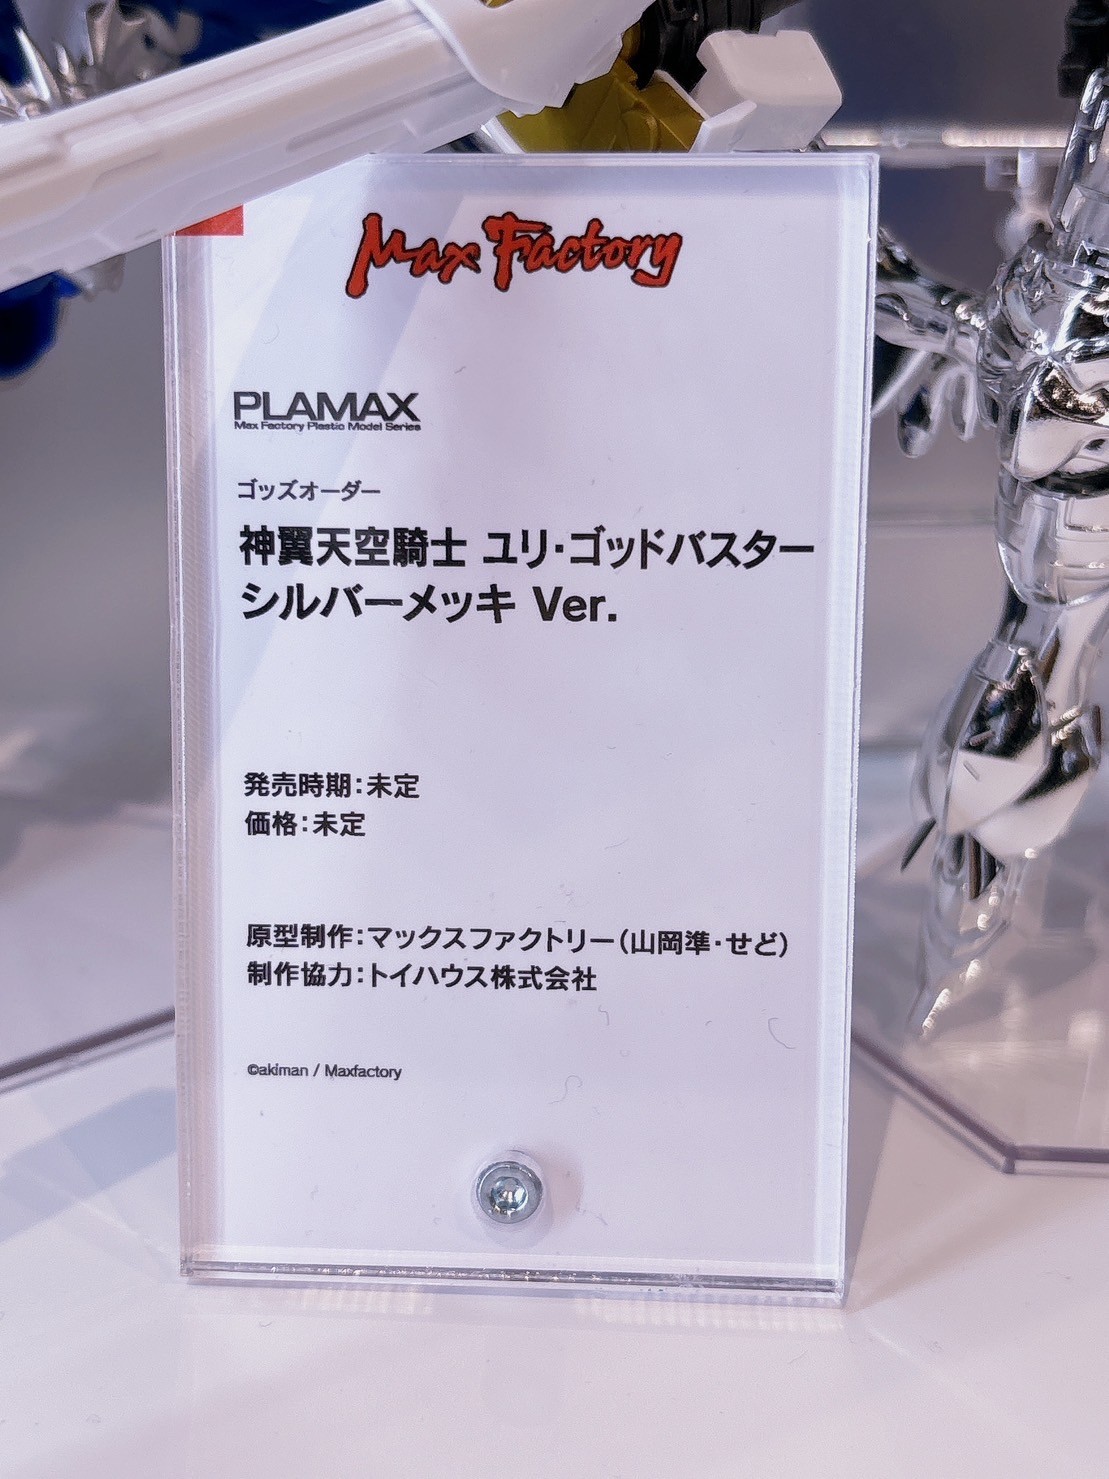 Max Factory
PLAMAX
Max Factory Plastic Model Series
ゴッズオーダー
神翼天空騎士 ユリ・ゴッドバスター
シルバーメッキ Ver.
発売時期：未定
価格：未定
原型制作：マックスファクトリー（山岡準・せど）
制作協力：トイハウス株式会社
©akiman / Maxfactory